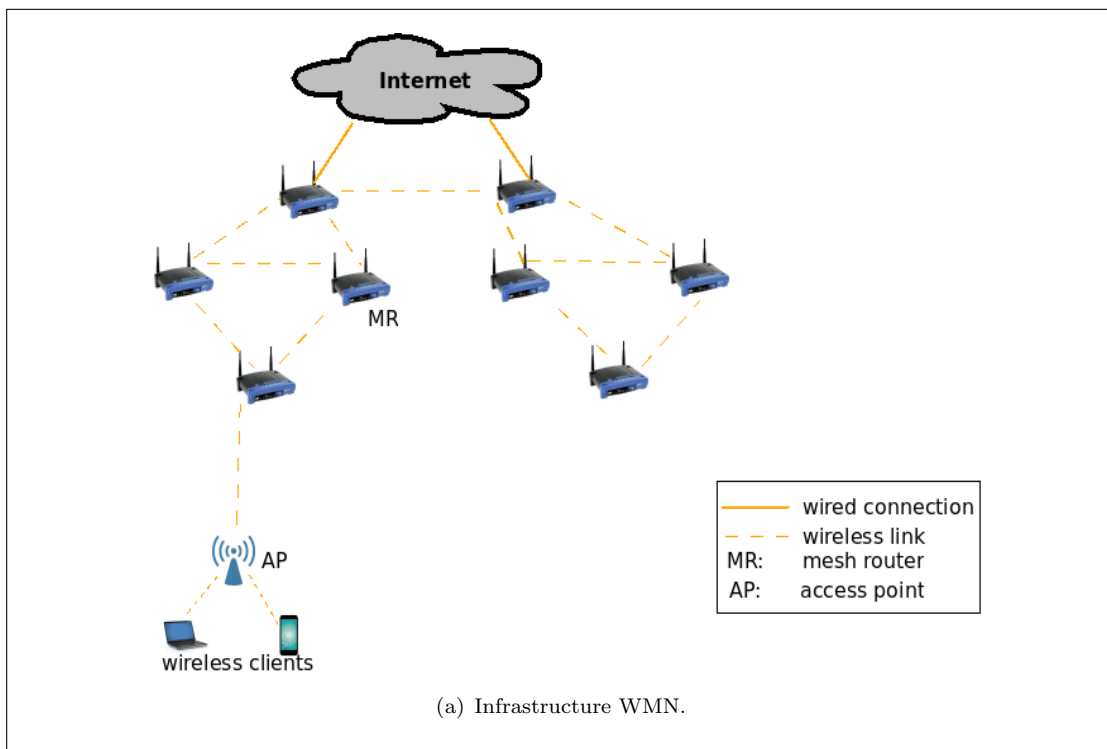 Internet
MR
AP
wireless clients
wired connection
wireless link
MR: mesh router
AP: access point
(a) Infrastructure WMN.